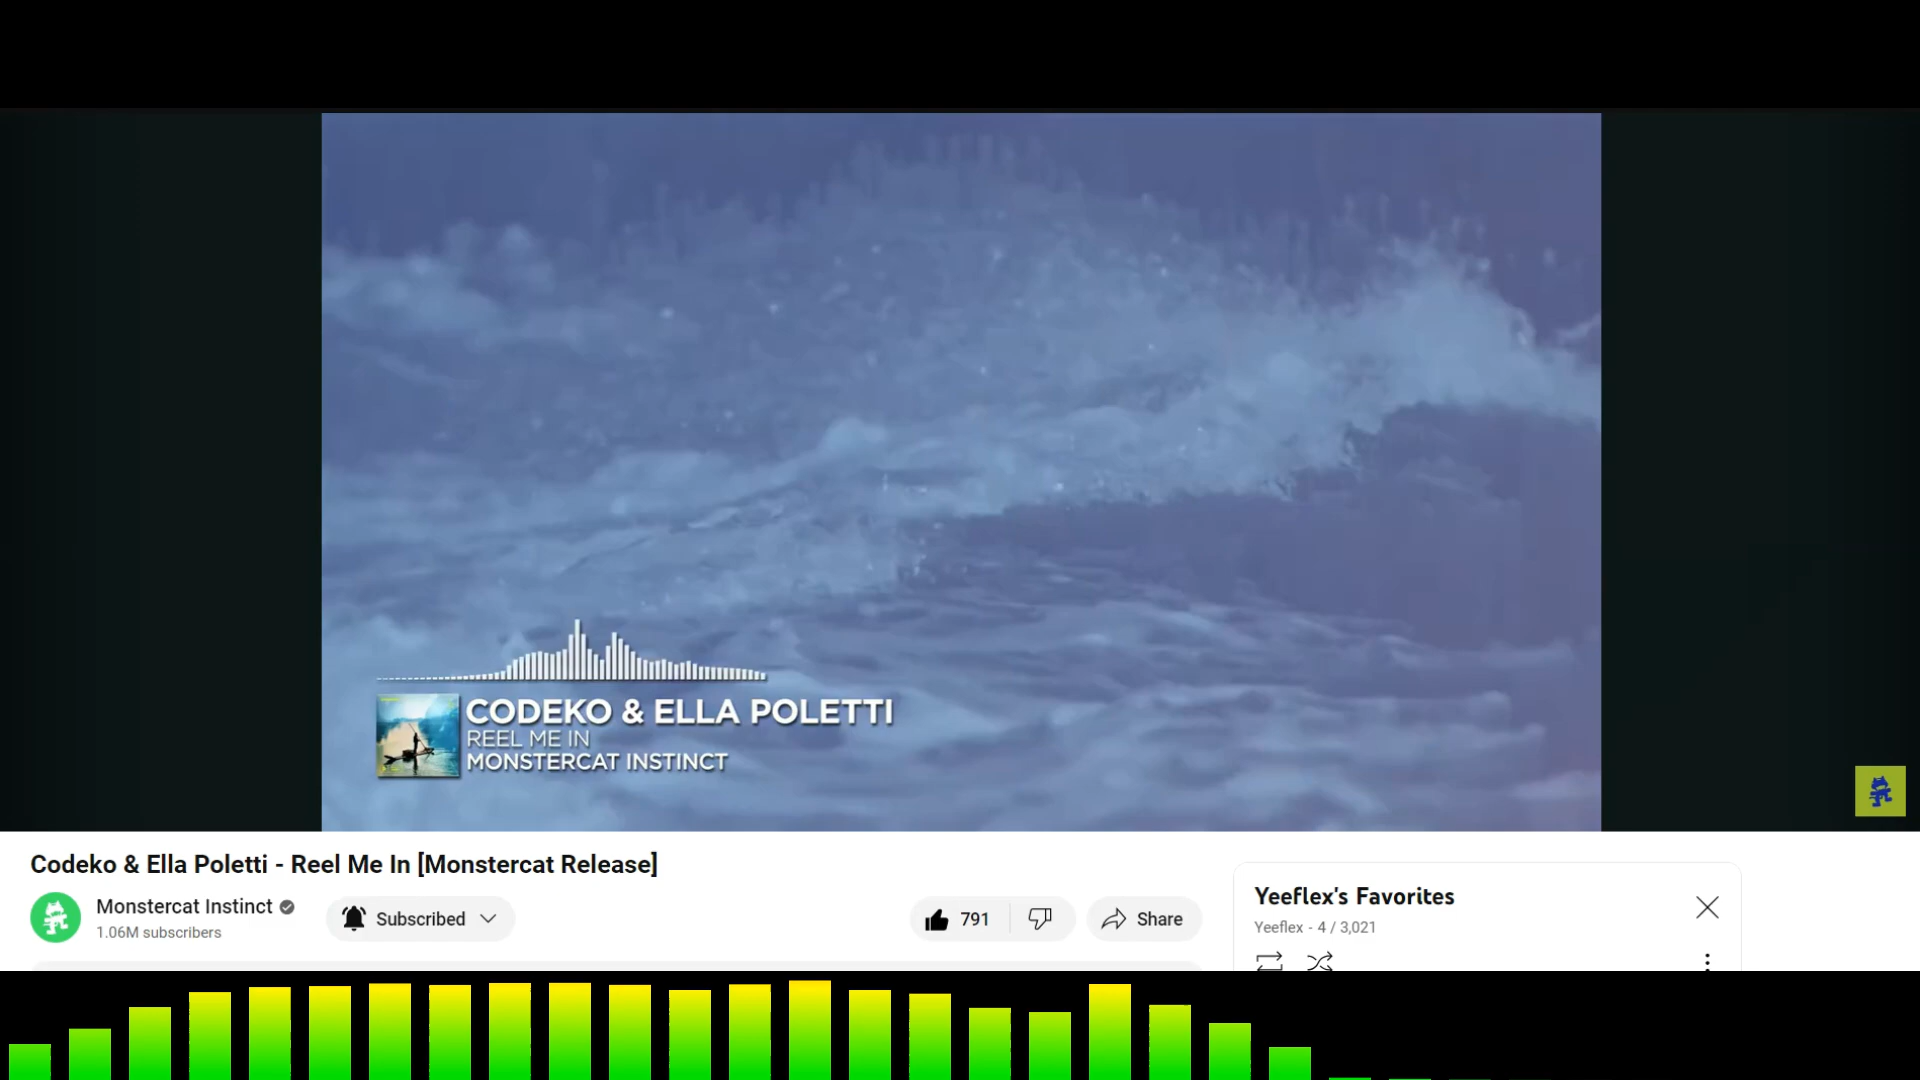 CODEKO & ELLA POLETTI
REEL ME IN
MONSTERCAT INSTINCT
Codeko & Ella Poletti - Reel Me In [Monstercat Release]
Monstercat Instinct
1.06M subscribers
Subscribed
791
Share
Yeeflex's Favorites
Yeeflex - 4 / 3,021